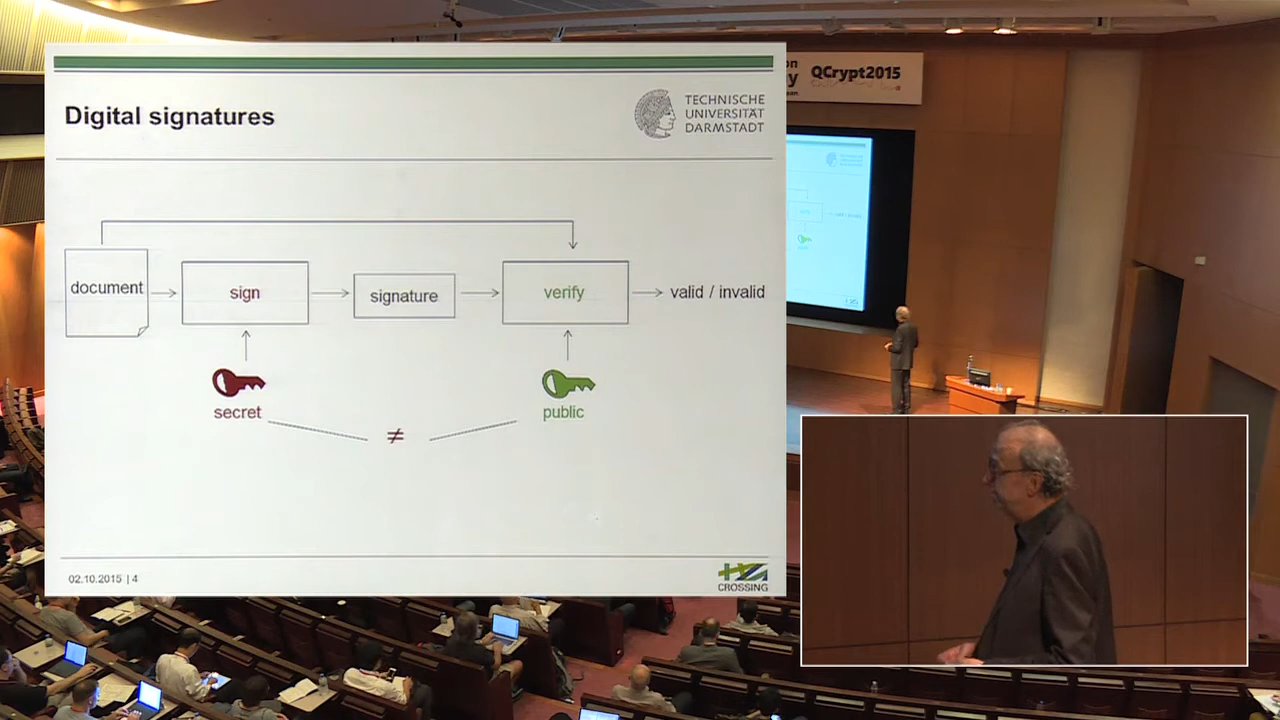 Digital signatures
TECHNISCHE
UNIVERSITÄT
DARMSTADT
document
sign
signature
verify
valid / invalid
secret
≠
public
02.10.2015 | 4
CROSSING
QCrypt2015